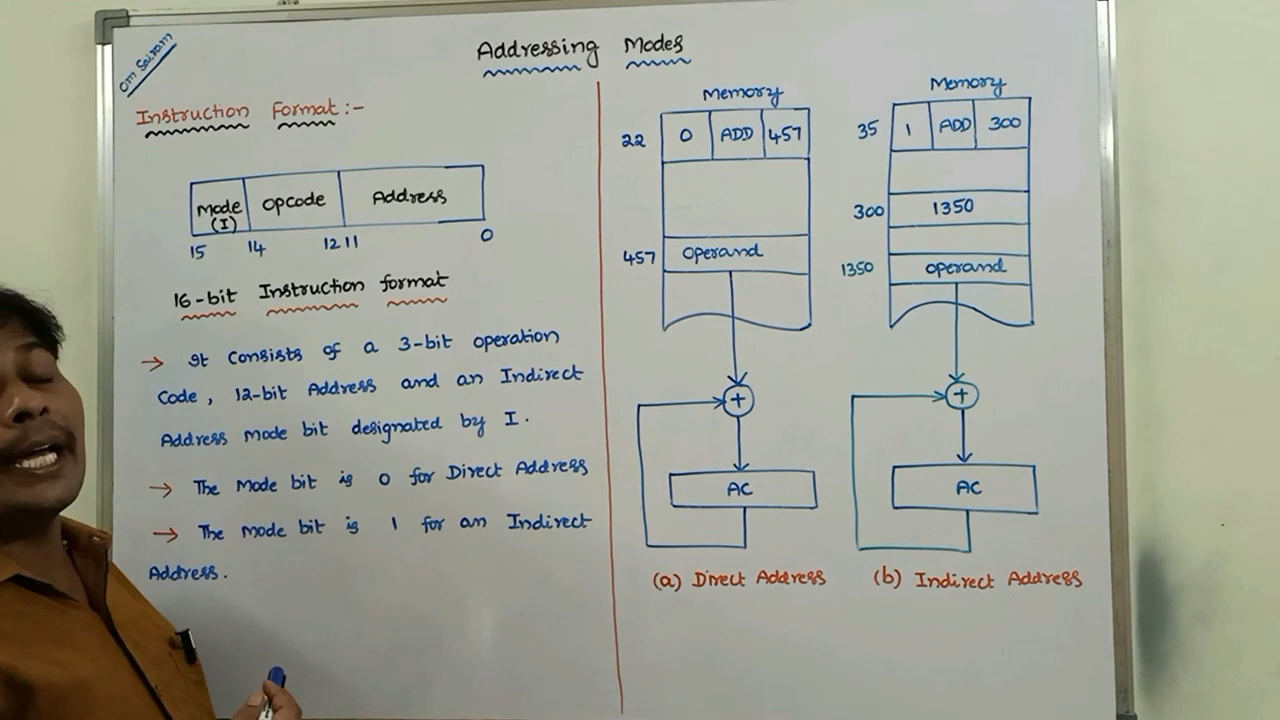 Om Sairam
Addressing Modes
Instruction Format:-
Mode (I) Opcode Address
15 14 12 11 0
16-bit Instruction format
→ It Consists of a 3-bit operation
Code, 12-bit Address and an Indirect
Address mode bit designated by I.
→ The Mode bit is 0 for Direct Address
→ The Mode bit is 1 for an Indirect
Address.
Memory
22 0 ADD 457
457 Operand
+
AC
(a) Direct Address
Memory
35 1 ADD 300
300 1350
1350 operand
+
AC
(b) Indirect Address